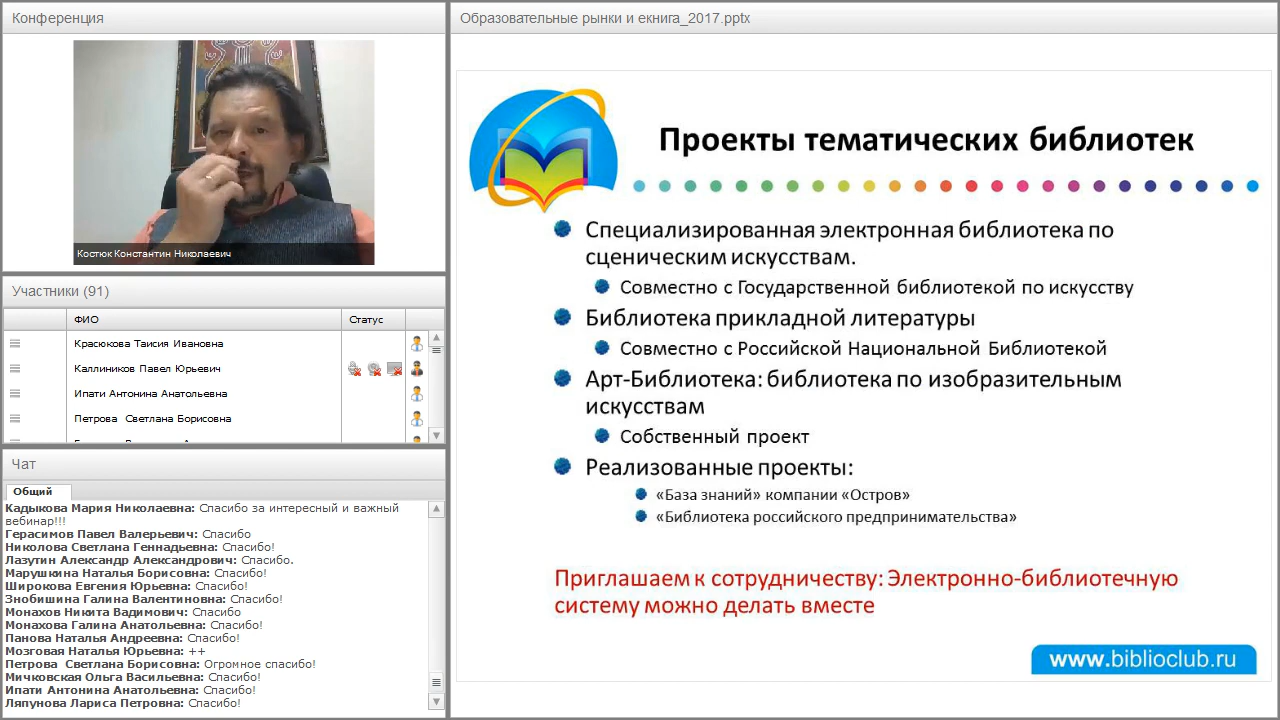 Конференция
Костюк Константин Николаевич
Участники (91)
ФИО
Статус
Красюкова Таисия Ивановна
Каллиников Павел Юрьевич
Ипати Антонина Анатольевна
Петрова Светлана Борисовна
Чат
Общий
Кадыкова Мария Николаевна: Спасибо за интересный и важный
вебинар!!!
Герасимов Павел Валерьевич: Спасибо
Николова Светлана Геннадьевна: Спасибо!
Лазутин Александр Александрович: Спасибо.
Марушкина Наталья Борисовна: Спасибо!
Широкова Евгения Юрьевна: Спасибо!
Знобишина Галина Валентиновна: Спасибо!
Монахов Никита Вадимович: Спасибо
Монахова Галина Анатольевна: Спасибо!
Панова Наталья Андреевна: Спасибо!
Мозговая Наталья Юрьевна: ++
Петрова Светлана Борисовна: Огромное спасибо!
Мичковская Ольга Васильевна: Спасибо!
Ипати Антонина Анатольевна: Спасибо!
Ляпунова Лариса Петровна: Спасибо!
Образовательные рынки и екнига_2017.pptx
Проекты тематических библиотек
Специализированная электронная библиотека по
сценическим искусствам.
Совместно с Государственной библиотекой по искусству
Библиотека прикладной литературы
Совместно с Российской Национальной Библиотекой
Арт-Библиотека: библиотека по изобразительным
искусствам
Собственный проект
Реализованные проекты:
«База знаний» компании «Остров»
«Библиотека российского предпринимательства»
Приглашаем к сотрудничеству: Электронно-библиотечную
систему можно делать вместе
www.biblioclub.ru